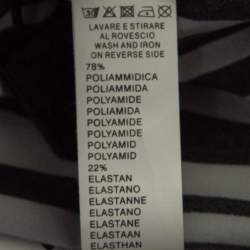 LAVARE E STIRARE
AL ROVESCIO
WASH AND IRON
ON REVERSE SIDE
78%
POLIAMMIDICA
POLIAMMIDA
POLYAMIDE
POLIAMIDA
POLYAMIDE
POLYAMIDE
POLYAMID
POLYAMID
22%
ELASTAN
ELASTANO
ELASTANNE
ELASTANO
ELASTANE
ELASTAAN
ELASTHAN